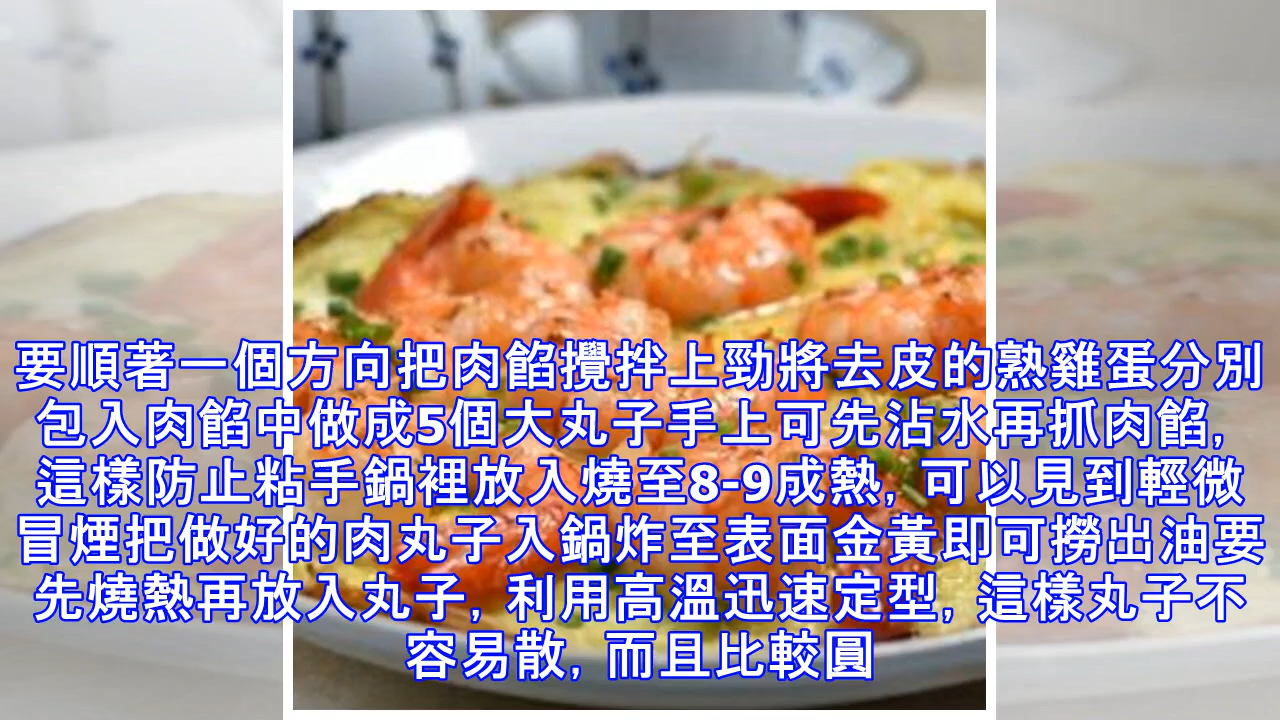 要順著一個方向把肉餡攪拌上勁將去皮的熟雞蛋分別
包入肉餡中做成5個大丸子手上可先沾水再抓肉餡,
這樣防止粘手鍋裡放入燒至8-9成熱, 可以見到輕微
冒煙把做好的肉丸子入鍋炸至表面金黃即可撈出油要
先燒熱再放入丸子, 利用高溫迅速定型, 這樣丸子不
容易散, 而且比較圓